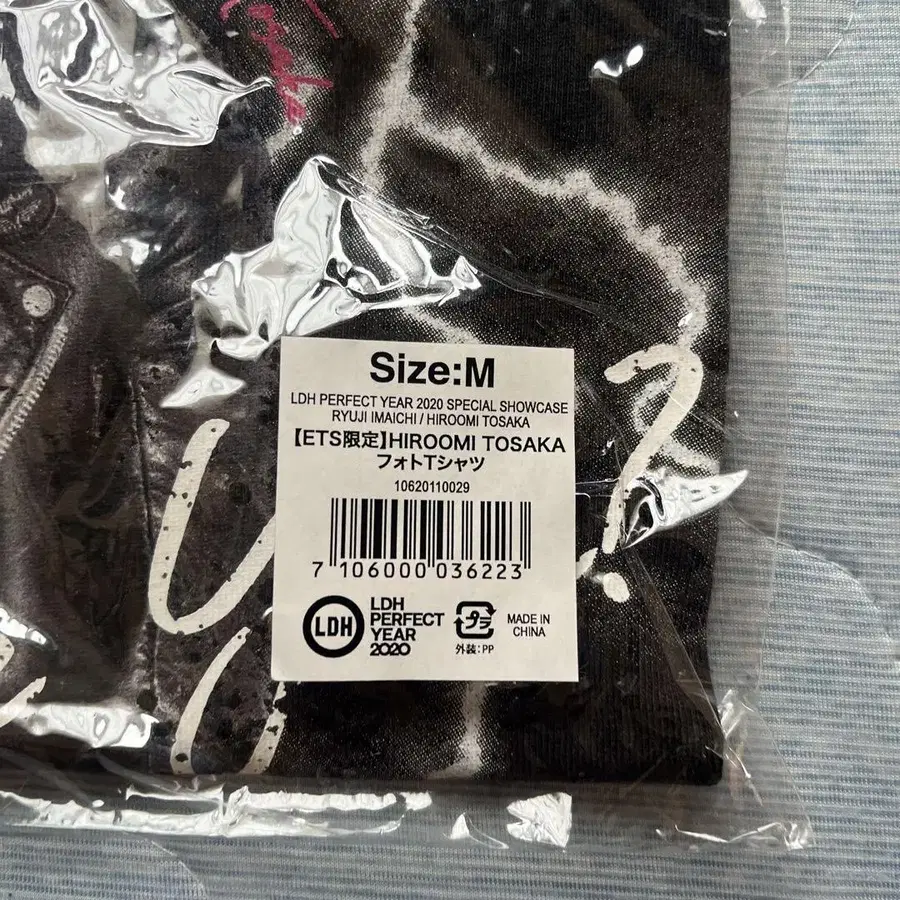 Size:M
LDH PERFECT YEAR 2020 SPECIAL SHOWCASE
RYUJI IMAICHI / HIROOMI TOSAKA
【ETS限定】HIROOMI TOSAKA
フォトTシャツ
10620110029
7 106000 036223
LDH
LDH
PERFECT
YEAR
2020
プラ
外装:PP
MADE IN
CHINA